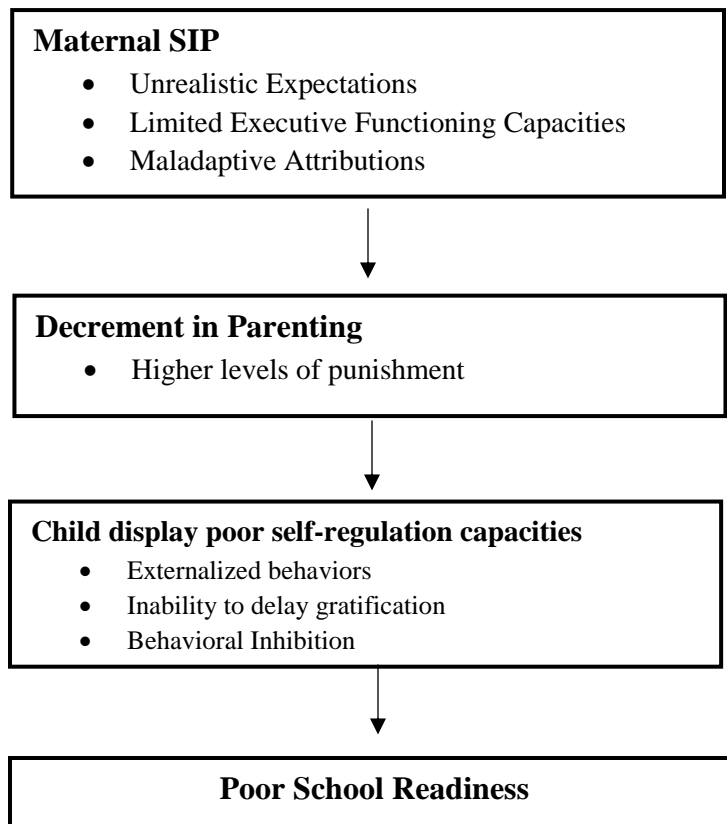 Maternal SIP
• Unrealistic Expectations
• Limited Executive Functioning Capacities
• Maladaptive Attributions
Decrement in Parenting
• Higher levels of punishment
Child display poor self-regulation capacities
• Externalized behaviors
• Inability to delay gratification
• Behavioral Inhibition
Poor School Readiness